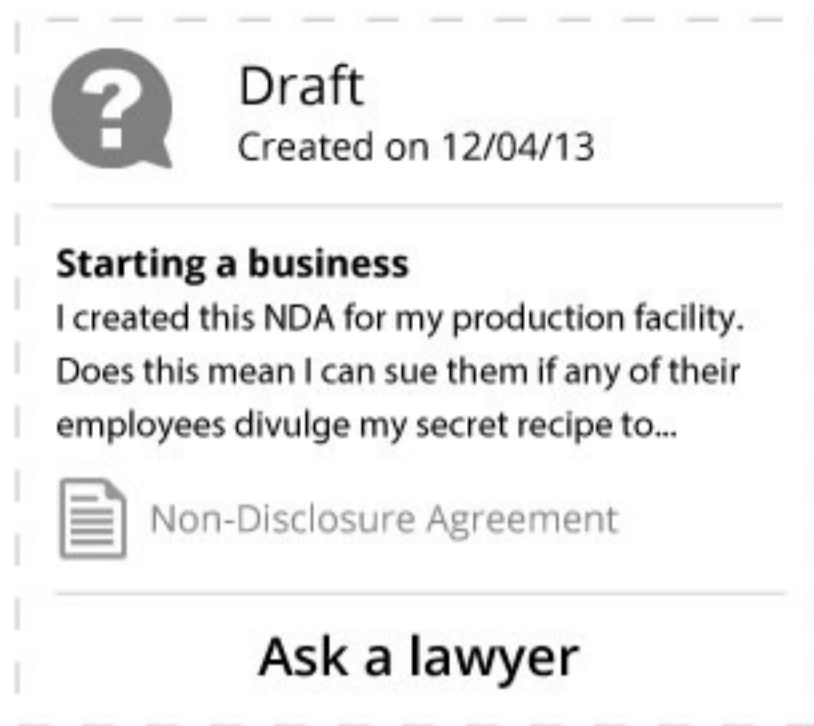 Draft
Created on 12/04/13
Starting a business
I created this NDA for my production facility.
Does this mean I can sue them if any of their
employees divulge my secret recipe to...
Non-Disclosure Agreement
Ask a lawyer